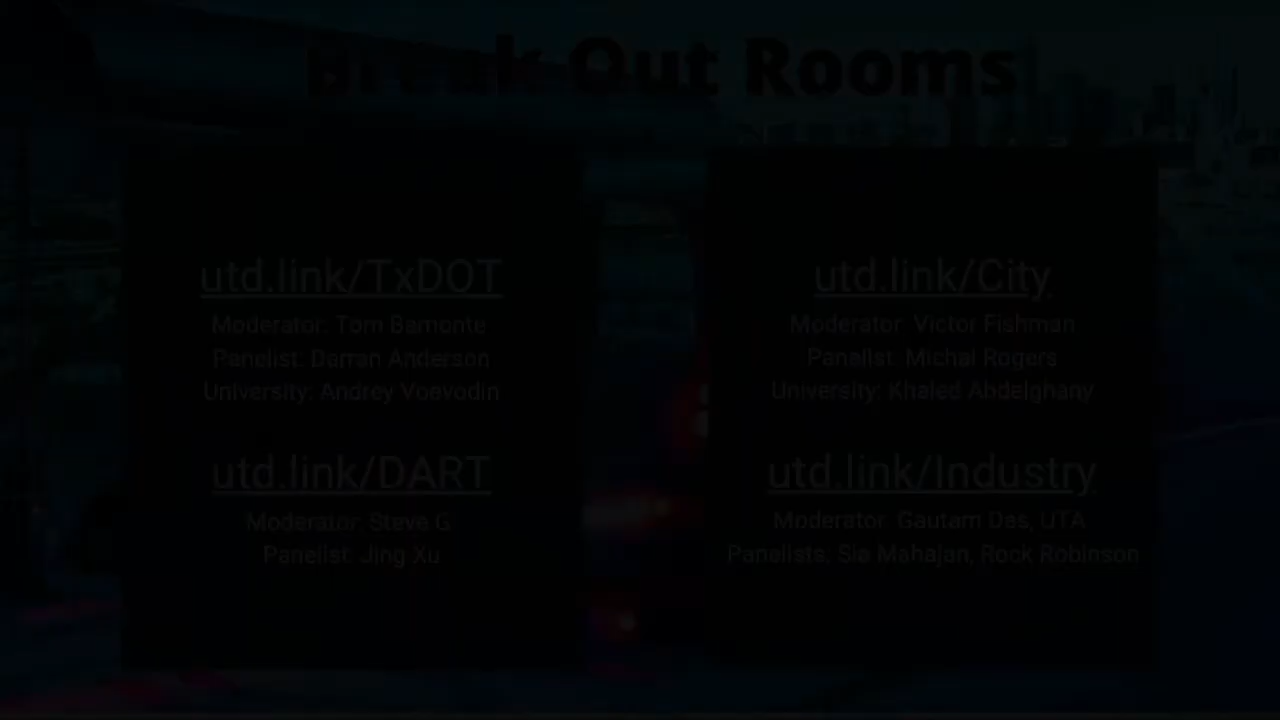 Break Out Rooms
utd.link/TxDOT
Moderator: Tom Bamonte
Panelist: Darran Anderson
University: Andrey Voevodin
utd.link/DART
Moderator: Steve G
Panelist: Jing Xu
utd.link/City
Moderator: Victor Fishman
Panelist: Michal Rogers
University: Khaled Abdelghany
utd.link/Industry
Moderator: Gautam Das, UTA
Panelists: Sia Mahajan, Rock Robinson